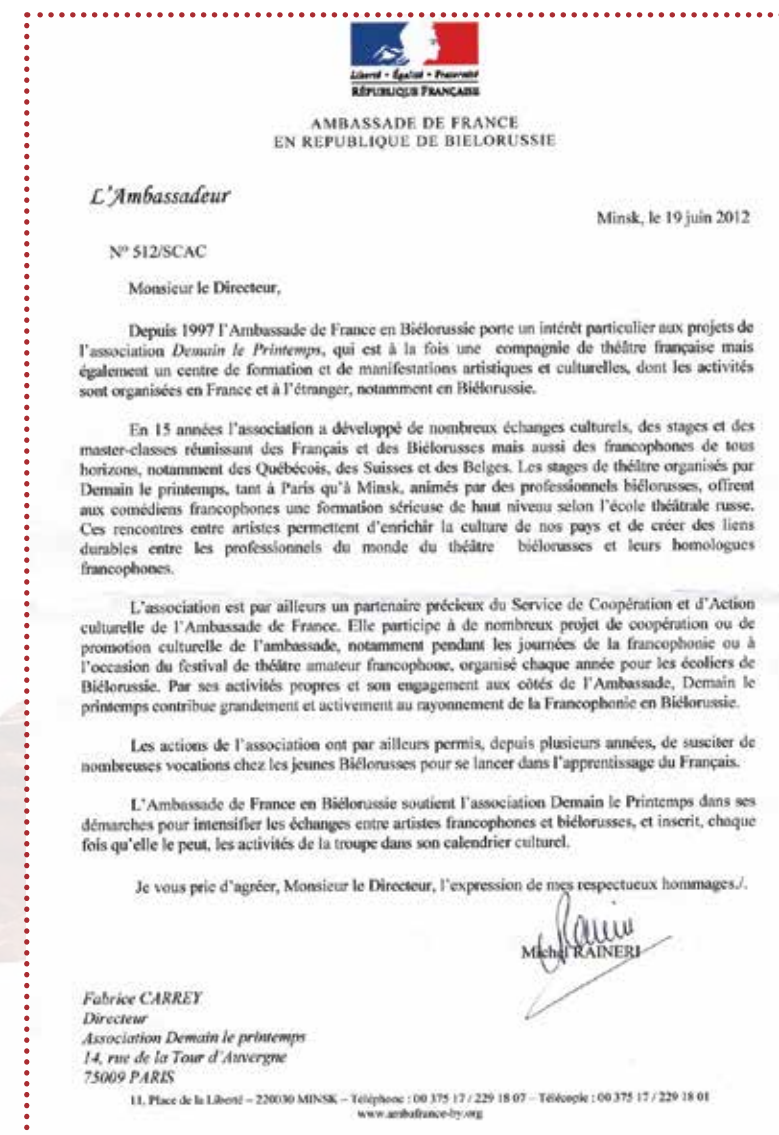 Liberté • Égalité • Fraternité
RÉPUBLIQUE FRANÇAISE
AMBASSADE DE FRANCE
EN REPUBLIQUE DE BIELORUSSIE
L'Ambassadeur
Minsk, le 19 juin 2012
N° 512/SCAC
Monsieur le Directeur,
Depuis 1997 l'Ambassade de France en Biélorussie porte un intérêt particulier aux projets de
l'association Demain le Printemps, qui est à la fois une compagnie de théâtre française mais
également un centre de formation et de manifestations artistiques et culturelles, dont les activités
sont organisées en France et à l'étranger, notamment en Biélorussie.
En 15 années l'association a développé de nombreux échanges culturels, des stages et des
master-classes réunissant des Français et des Biélorusses mais aussi des francophones de tous
horizons, notamment des Québécois, des Suisses et des Belges. Les stages de théâtre organisés par
Demain le printemps, tant à Paris qu'à Minsk, animés par des professionnels biélorusses, offrent
aux comédiens francophones une formation sérieuse de haut niveau selon l'école théâtrale russe.
Ces rencontres entre artistes permettent d'enrichir la culture de nos pays et de créer des liens
durables entre les professionnels du monde du théâtre biélorusses et leurs homologues
francophones.
L'association est par ailleurs un partenaire précieux du Service de Coopération et d'Action
culturelle de l'Ambassade de France. Elle participe à de nombreux projet de coopération ou de
promotion culturelle de l'ambassade, notamment pendant les journées de la francophonie ou à
l'occasion du festival de théâtre amateur francophone, organisé chaque année pour les écoliers de
Biélorussie. Par ses activités propres et son engagement aux côtés de l'Ambassade, Demain le
printemps contribue grandement et activement au rayonnement de la Francophonie en Biélorussie.
Les actions de l'association ont par ailleurs permis, depuis plusieurs années, de susciter de
nombreuses vocations chez les jeunes Biélorusses pour se lancer dans l'apprentissage du Français.
L'Ambassade de France en Biélorussie soutient l'association Demain le Printemps dans ses
démarches pour intensifier les échanges entre artistes francophones et biélorusses, et inscrit, chaque
fois qu'elle le peut, les activités de la troupe dans son calendrier culturel.
Je vous prie d'agréer, Monsieur le Directeur, l'expression de mes respectueux hommages./.
Michel RAINERI
Fabrice CARREY
Directeur
Association Demain le printemps
14, rue de la Tour d'Auvergne
75009 PARIS
11, Place de la Liberté – 220030 MINSK – Téléphone : 00 375 17 / 229 18 07 – Télécopie : 00 375 17 / 229 18 01
www.ambafrance-by.org